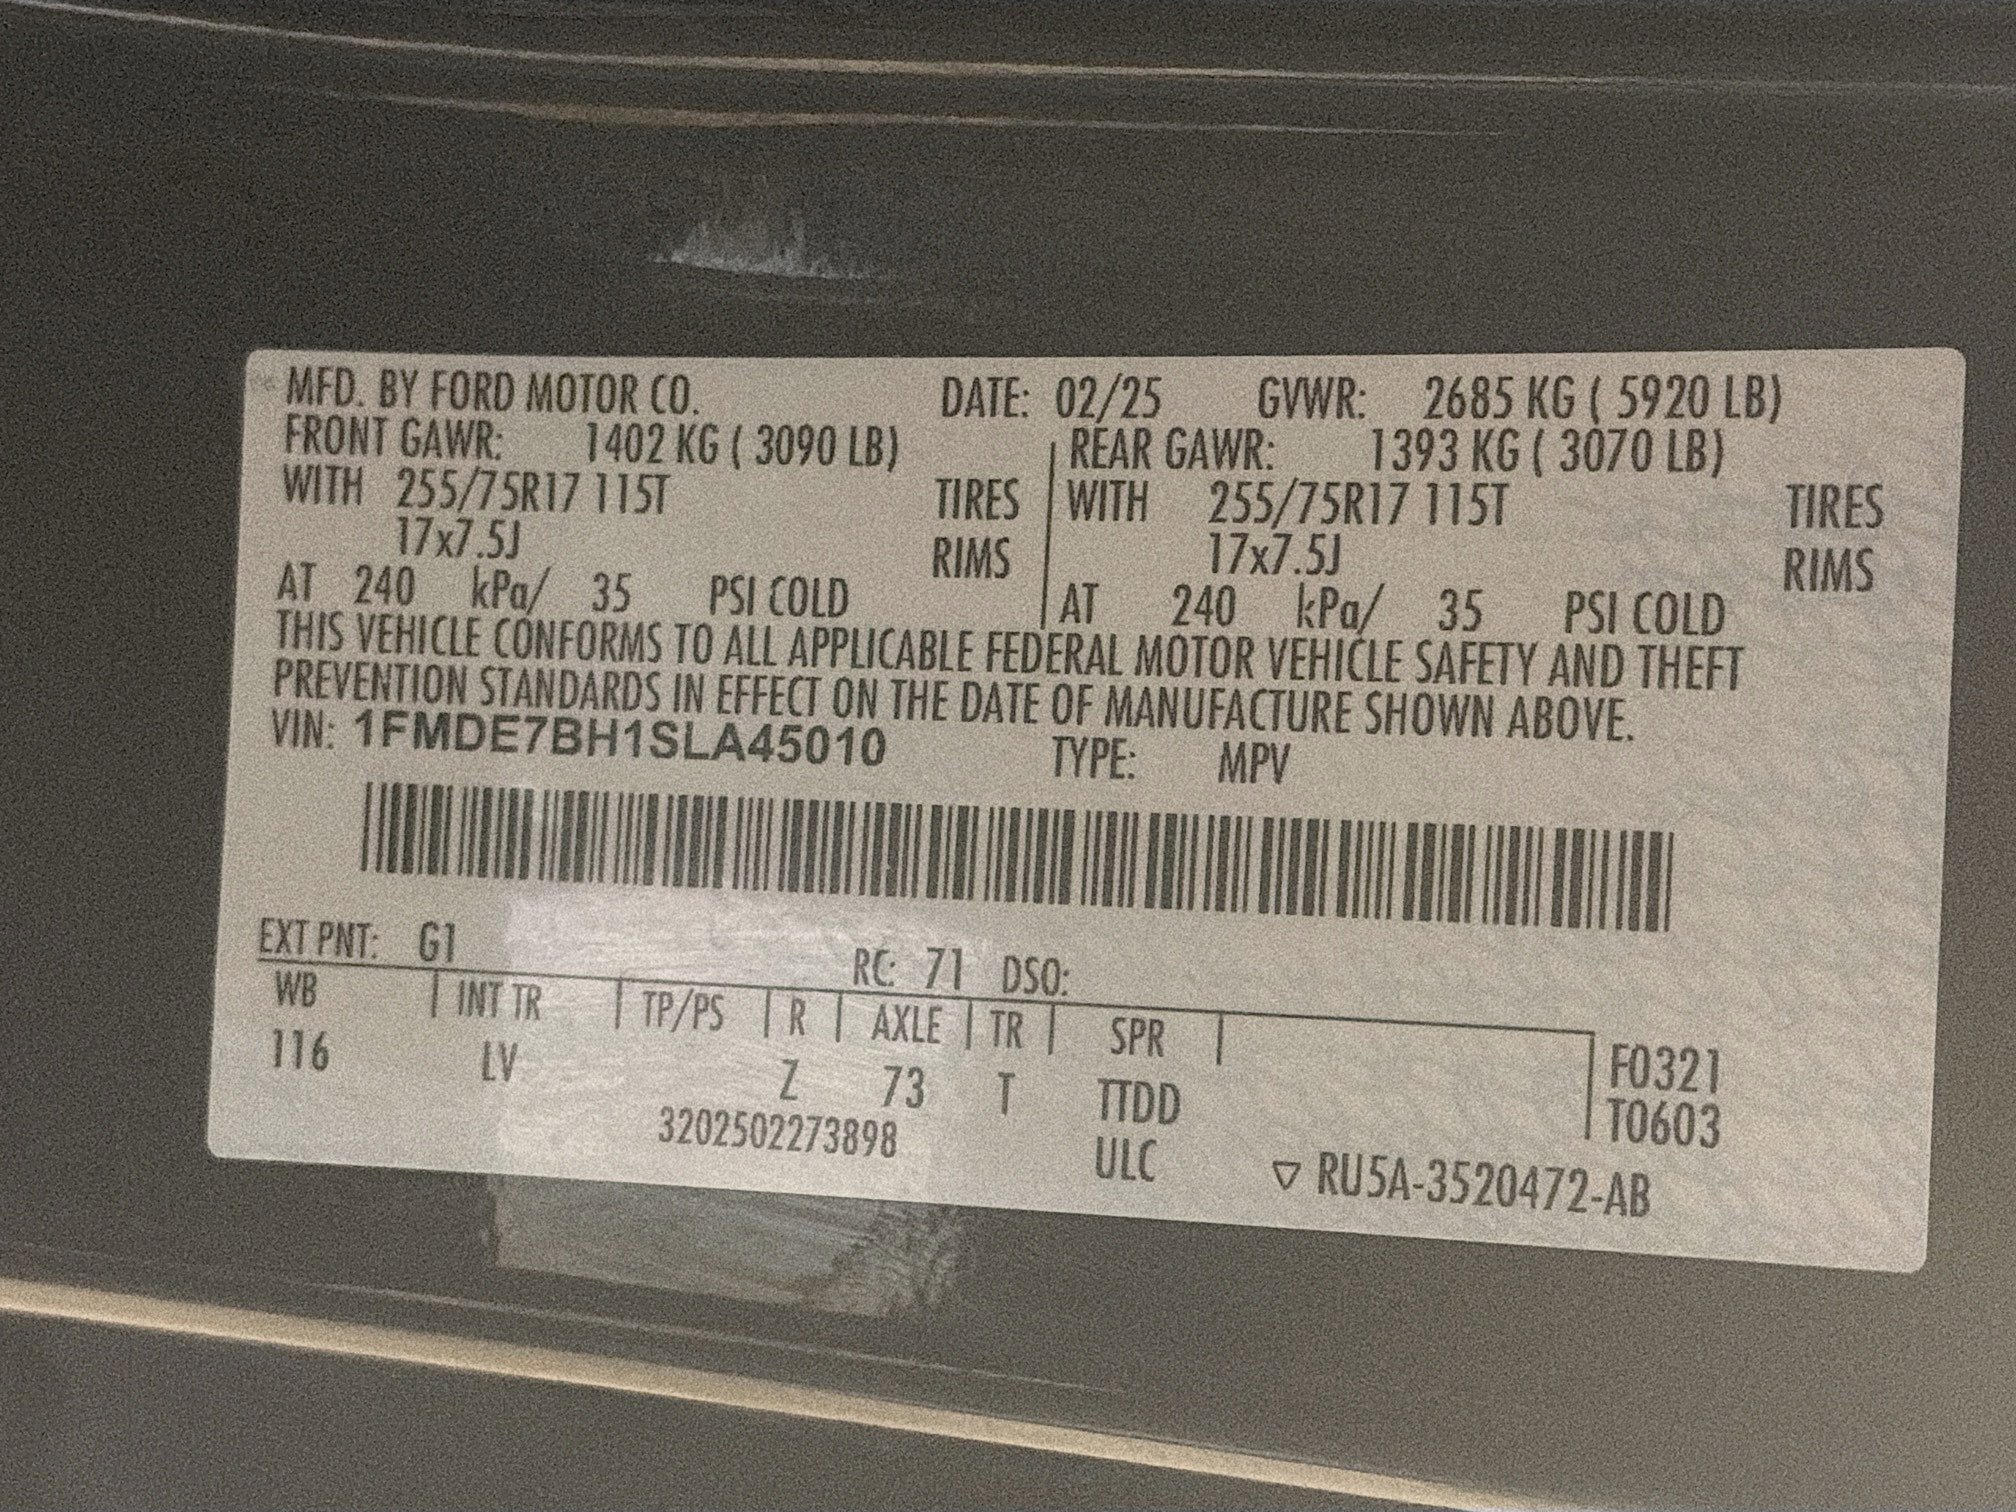 MFD. BY FORD MOTOR CO. DATE: 02/25 GVWR: 2685 KG ( 5920 LB)
FRONT GAWR: 1402 KG ( 3090 LB) REAR GAWR: 1393 KG ( 3070 LB)
WITH 255/75R17 115T TIRES WITH 255/75R17 115T TIRES
17x7.5J RIMS 17x7.5J RIMS
AT 240 kPa/ 35 PSI COLD AT 240 kPa/ 35 PSI COLD
THIS VEHICLE CONFORMS TO ALL APPLICABLE FEDERAL MOTOR VEHICLE SAFETY AND THEFT
PREVENTION STANDARDS IN EFFECT ON THE DATE OF MANUFACTURE SHOWN ABOVE.
VIN: 1FMDE7BH1SLA45010 TYPE: MPV
EXT PNT: G1 RC: 71 DSO:
WB INT TR TP/PS R AXLE TR SPR F0321
116 LV Z 73 T TTDD T0603
3202502273898 ULC ▽ RU5A-3520472-AB